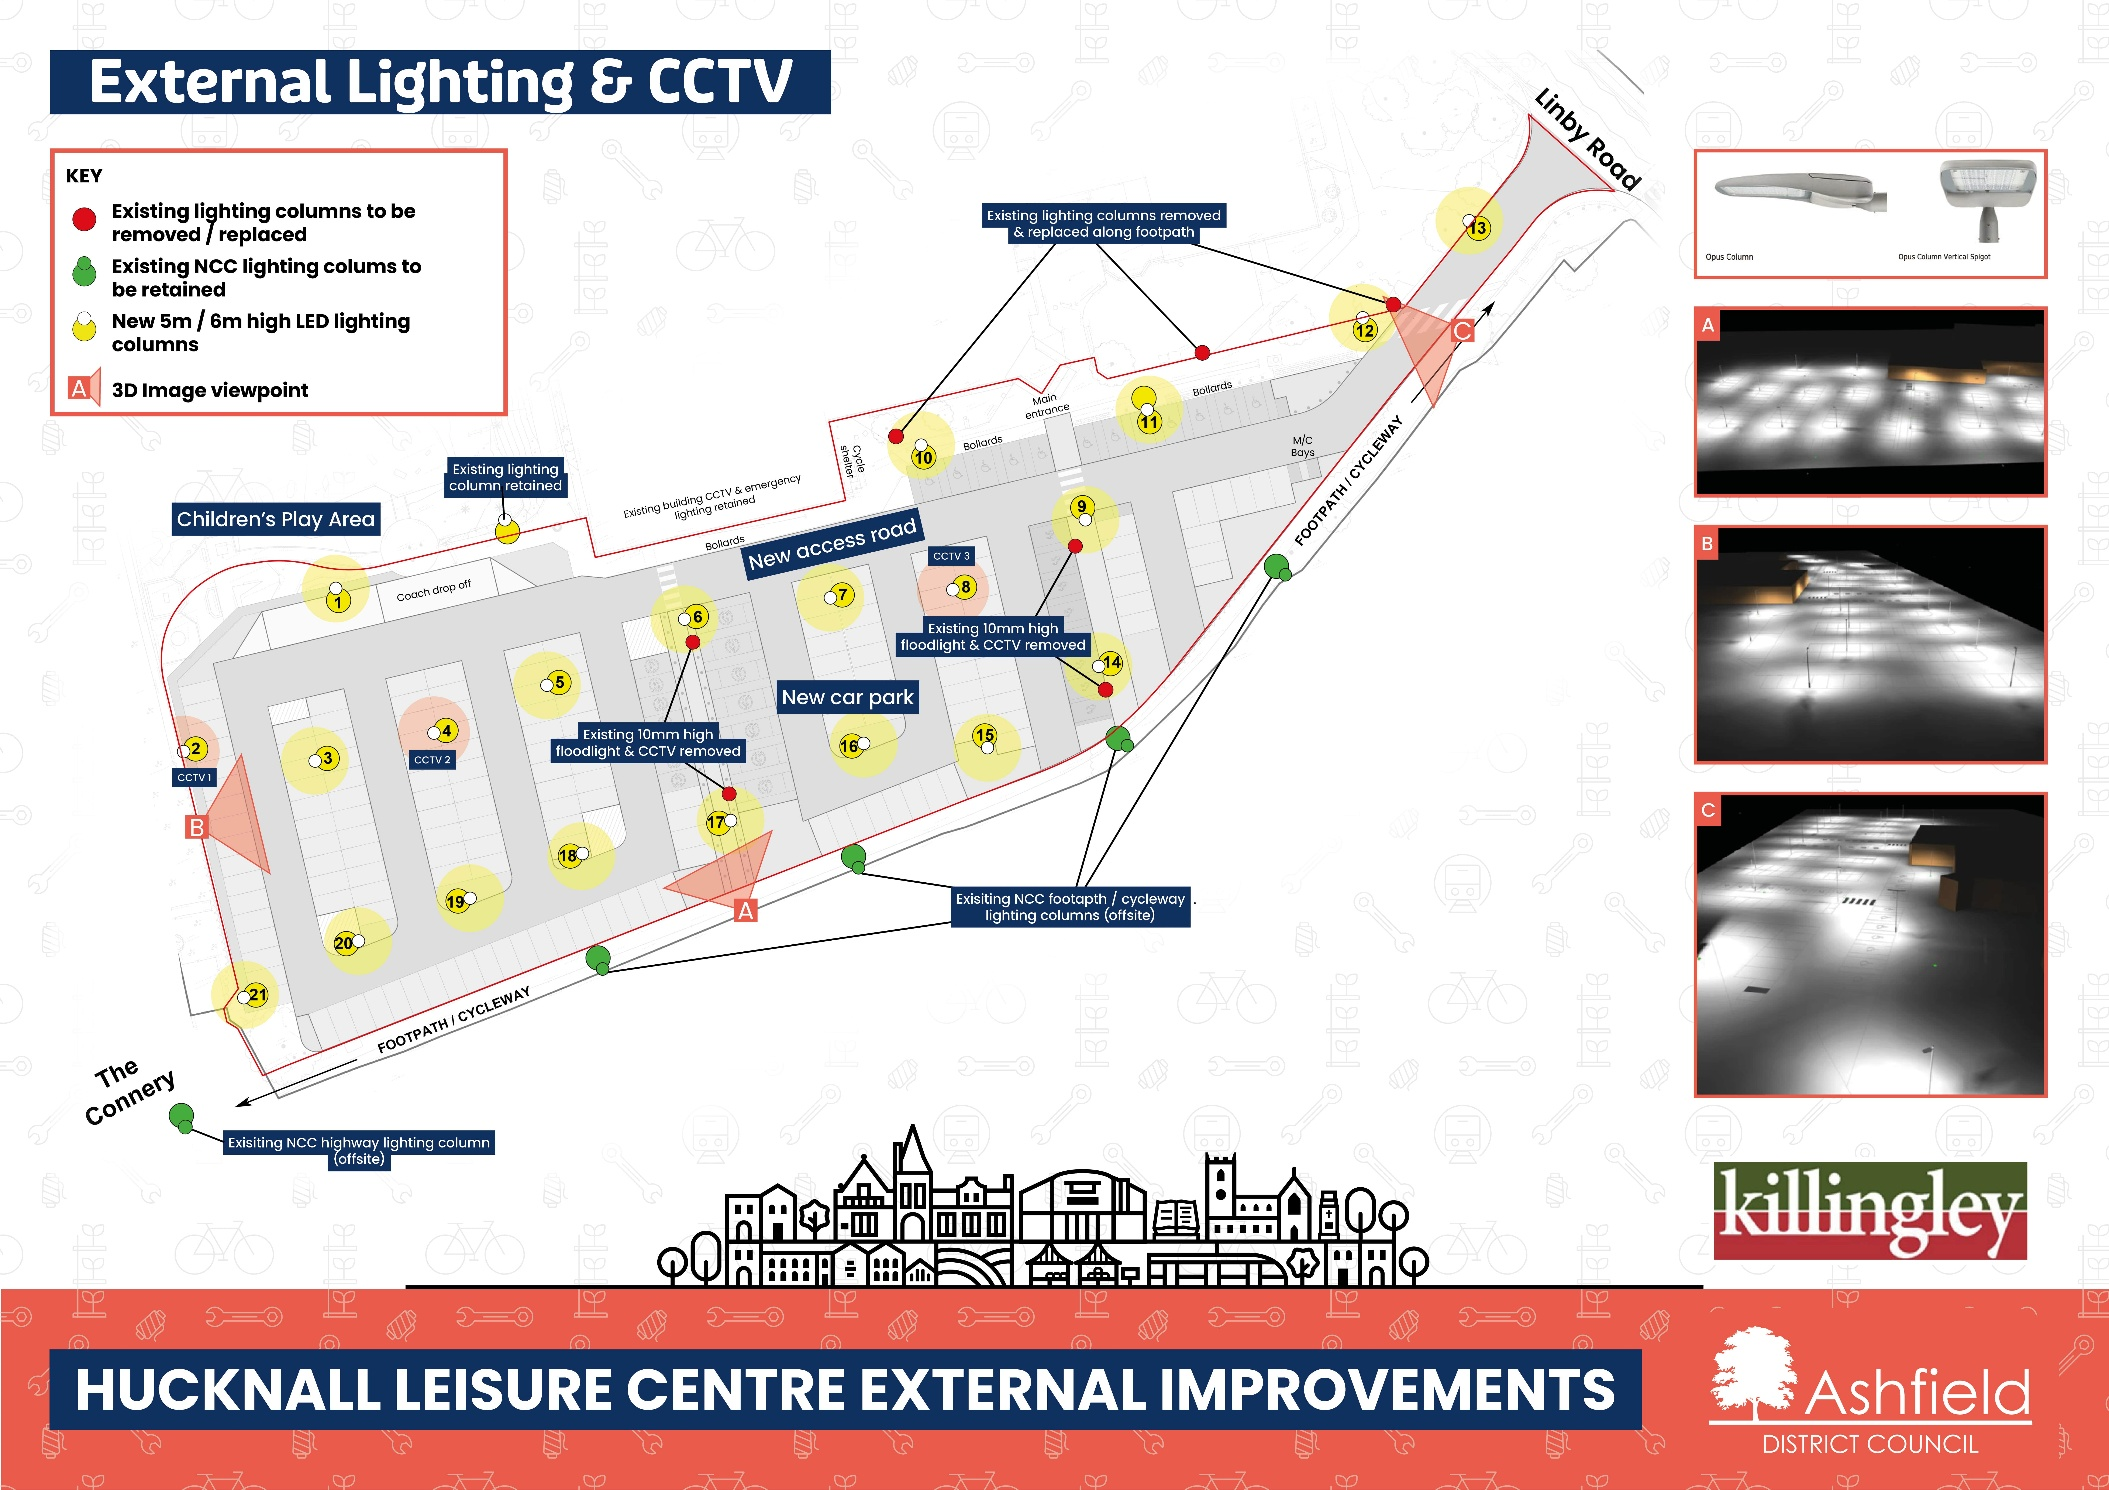 External Lighting & CCTV
KEY
Existing lighting columns to be
removed / replaced
Existing NCC lighting colums to
be retained
New 5m / 6m high LED lighting
columns
A
3D Image viewpoint
Linby Road
Existing lighting columns removed
& replaced along footpath
13
12
C
11
Bollards
Main
entrance
10
Bollards
Cycle
shelter
M/C
Bays
FOOTPATH / CYCLEWAY
Existing lighting
column retained
Existing building CCTV & emergency
lighting retained
Children's Play Area
Bollards
New access road
9
CCTV 3
8
7
6
1
Coach drop off
Existing 10mm high
floodlight & CCTV removed
14
5
New car park
Existing 10mm high
floodlight & CCTV removed
4
CCTV 2
3
2
CCTV 1
B
15
16
17
18
19
20
21
A
Exisiting NCC footapth / cycleway
lighting columns (offsite)
FOOTPATH / CYCLEWAY
The
Connery
Exisiting NCC highway lighting column
(offsite)
Opus Column
Opus Column Vertical Spigot
A
B
C
killingley
HUCKNALL LEISURE CENTRE EXTERNAL IMPROVEMENTS
Ashfield
DISTRICT COUNCIL